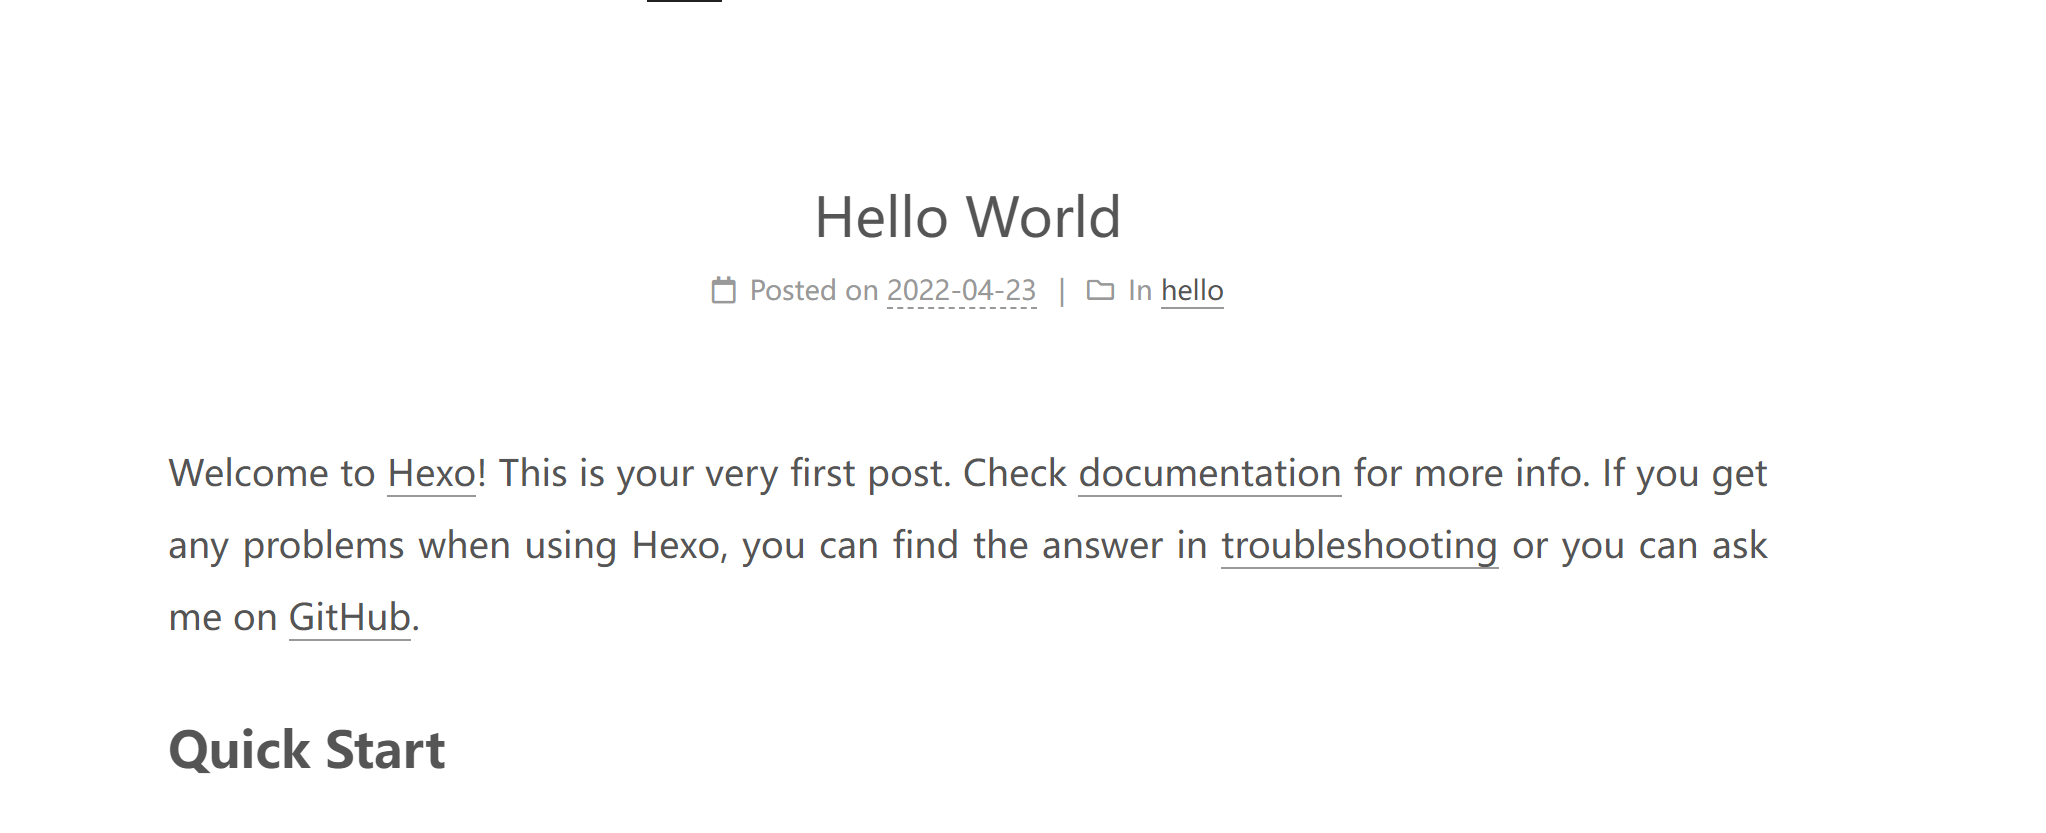 Hello World
Posted on 2022-04-23 | In hello
Welcome to Hexo! This is your very first post. Check documentation for more info. If you get
any problems when using Hexo, you can find the answer in troubleshooting or you can ask
me on GitHub.
Quick Start